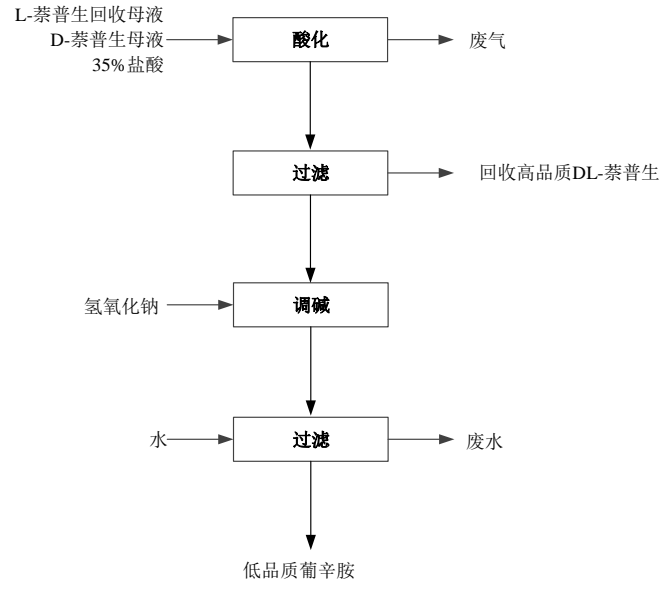 L-萘普生回收母液
D-萘普生母液
35%盐酸
酸化
废气
过滤
回收高品质DL-萘普生
氢氧化钠
调碱
水
过滤
废水
低品质葡辛胺